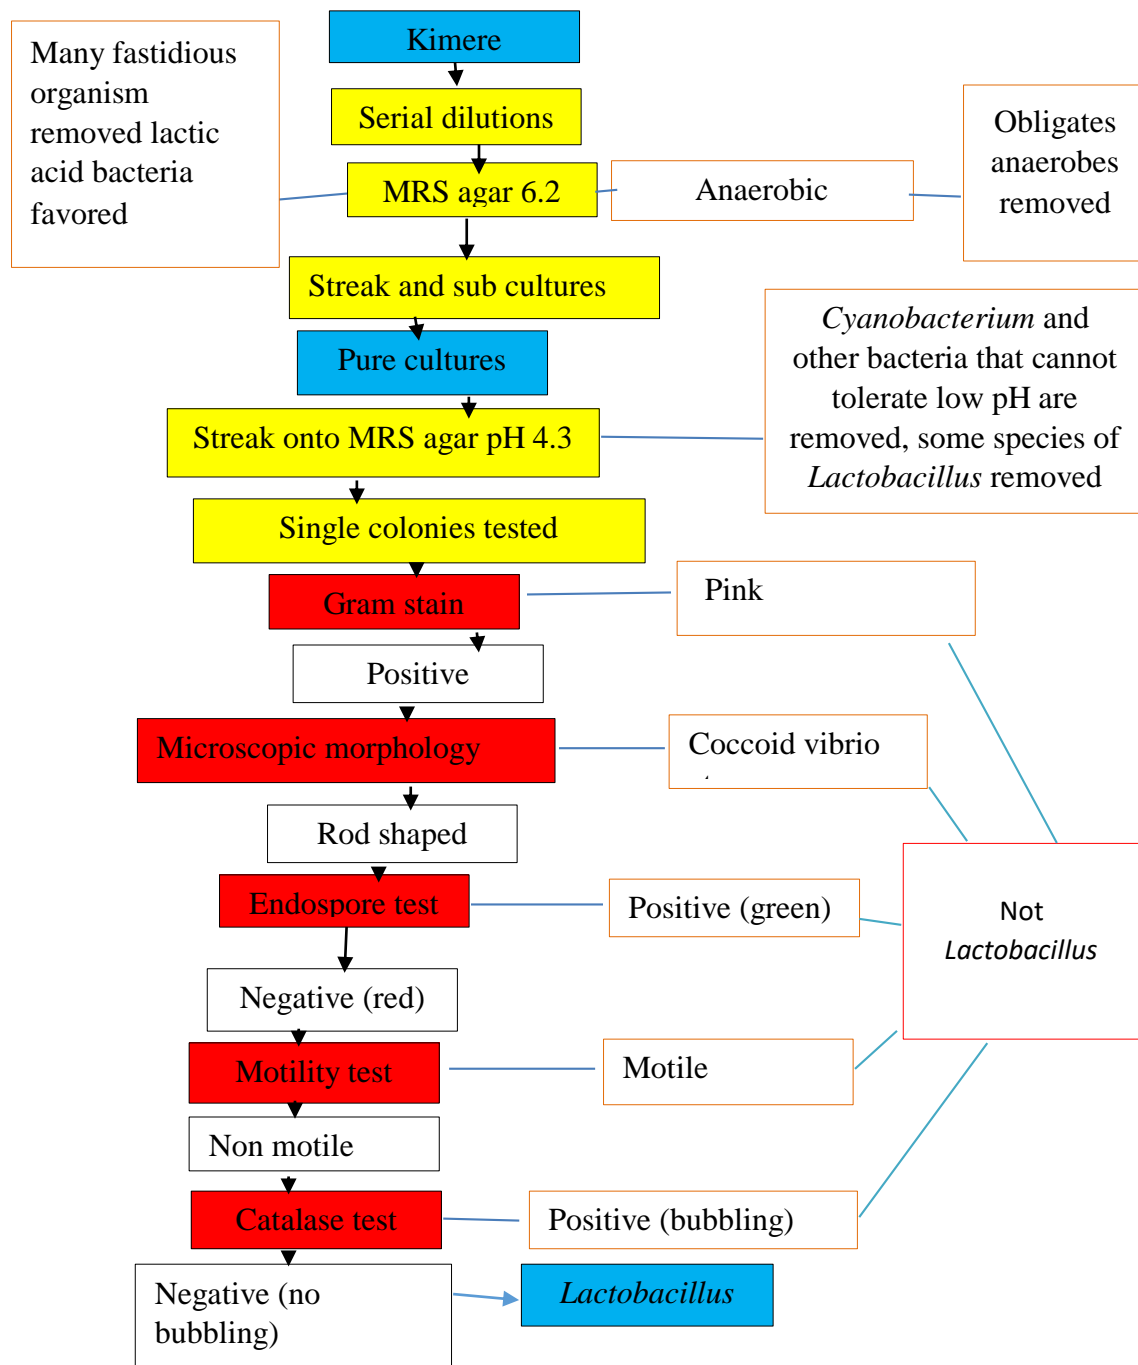 Kimere
Many fastidious
organism
removed lactic
acid bacteria
favored
Serial dilutions
Obligates
anaerobes
removed
MRS agar 6.2
Anaerobic
Streak and sub cultures
Pure cultures
Cyanobacterium and
other bacteria that cannot
tolerate low pH are
removed, some species of
Lactobacillus removed
Streak onto MRS agar pH 4.3
Single colonies tested
Gram stain
Pink
Positive
Microscopic morphology
Coccoid vibrio
Rod shaped
Endospore test
Positive (green)
Not
Lactobacillus
Negative (red)
Motility test
Motile
Non motile
Catalase test
Positive (bubbling)
Negative (no
bubbling)
Lactobacillus